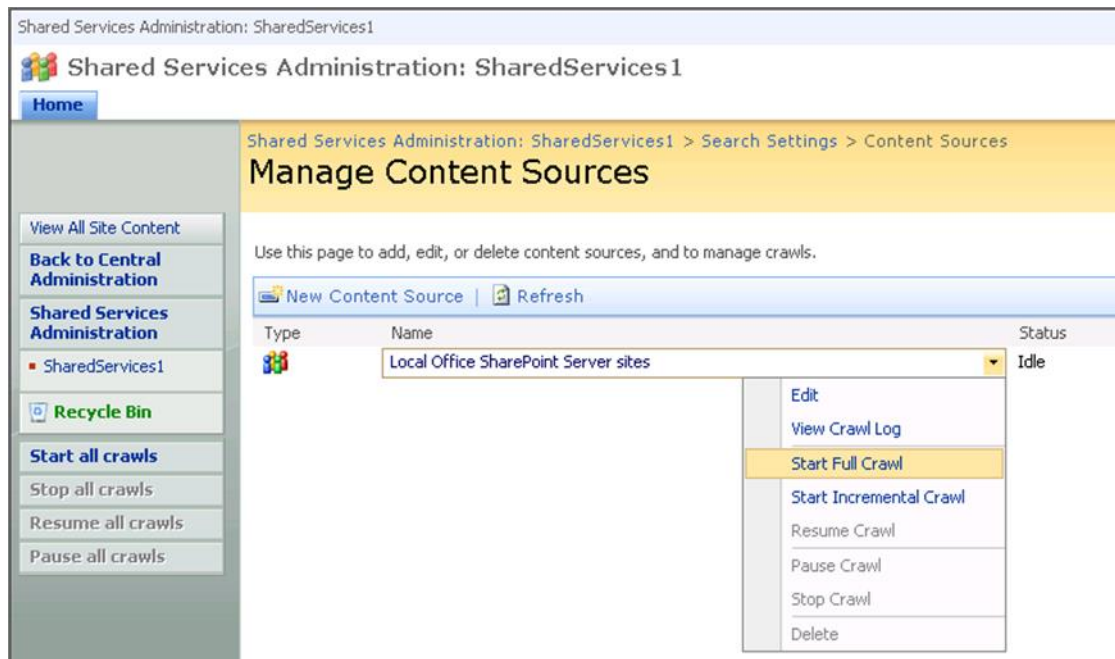 Shared Services Administration: SharedServices1
Shared Services Administration: SharedServices1
Home
Shared Services Administration: SharedServices1 > Search Settings > Content Sources
Manage Content Sources
View All Site Content
Back to Central
Administration
Shared Services
Administration
SharedServices1
Recycle Bin
Start all crawls
Stop all crawls
Resume all crawls
Pause all crawls
Use this page to add, edit, or delete content sources, and to manage crawls.
New Content Source | Refresh
Type Name Status
Local Office SharePoint Server sites Idle
Edit
View Crawl Log
Start Full Crawl
Start Incremental Crawl
Resume Crawl
Pause Crawl
Stop Crawl
Delete